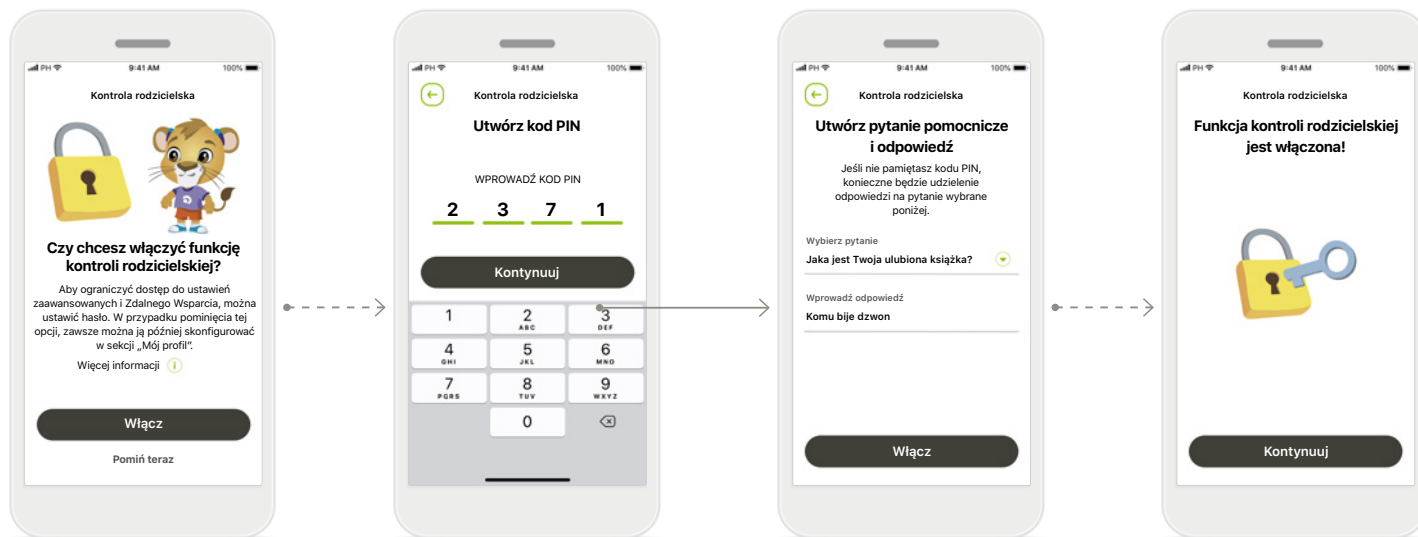 PH 9:41 AM 100%
Kontrola rodzicielska
Czy chcesz włączyć funkcję
kontroli rodzicielskiej?
Aby ograniczyć dostęp do ustawień
zaawansowanych i Zdalnego Wsparcia, można
ustawić hasło. W przypadku pominięcia tej
opcji, zawsze można ją później skonfigurować
w sekcji „Mój profil”.
Więcej informacji i
Włącz
Pomiń teraz
PH 9:41 AM 100%
Kontrola rodzicielska
Utwórz kod PIN
WPROWADŹ KOD PIN
2 3 7 1
Kontynuuj
1 2 3
ABC DEF
4 5 6
GHI JKL MNO
7 8 9
PQRS TUV WXYZ
0
PH 9:41 AM 100%
Kontrola rodzicielska
Utwórz pytanie pomocnicze
i odpowiedź
Jeśli nie pamiętasz kodu PIN,
konieczne będzie udzielenie
odpowiedzi na pytanie wybrane
poniżej.
Wybierz pytanie
Jaka jest Twoja ulubiona książka?
Wprowadź odpowiedź
Komu bije dzwon
Włącz
PH 9:41 AM 100%
Kontrola rodzicielska
Funkcja kontroli rodzicielskiej
jest włączona!
Kontynuuj